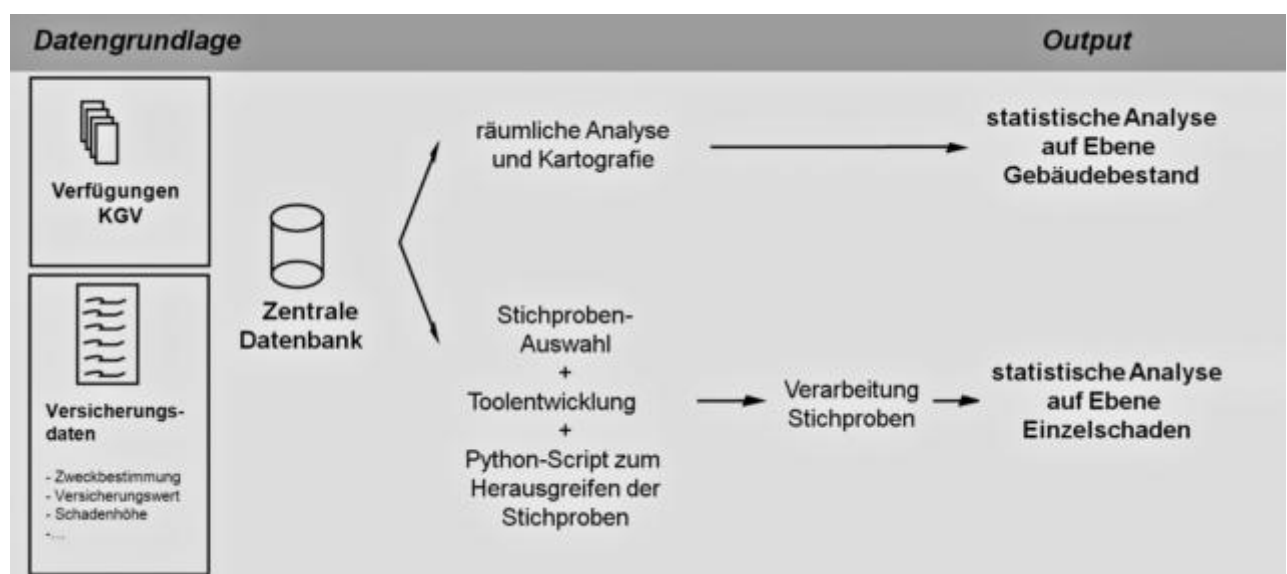 Datengrundlage
Output
Verfügungen
KGV
Versicherungs-
daten
- Zweckbestimmung
- Versicherungswert
- Schadenhöhe
-...
Zentrale
Datenbank
räumliche Analyse
und Kartografie
statistische Analyse
auf Ebene
Gebäudebestand
Stichproben-
Auswahl
+
Toolentwicklung
+
Python-Script zum
Herausgreifen der
Stichproben
Verarbeitung
Stichproben
statistische Analyse
auf Ebene
Einzelschaden